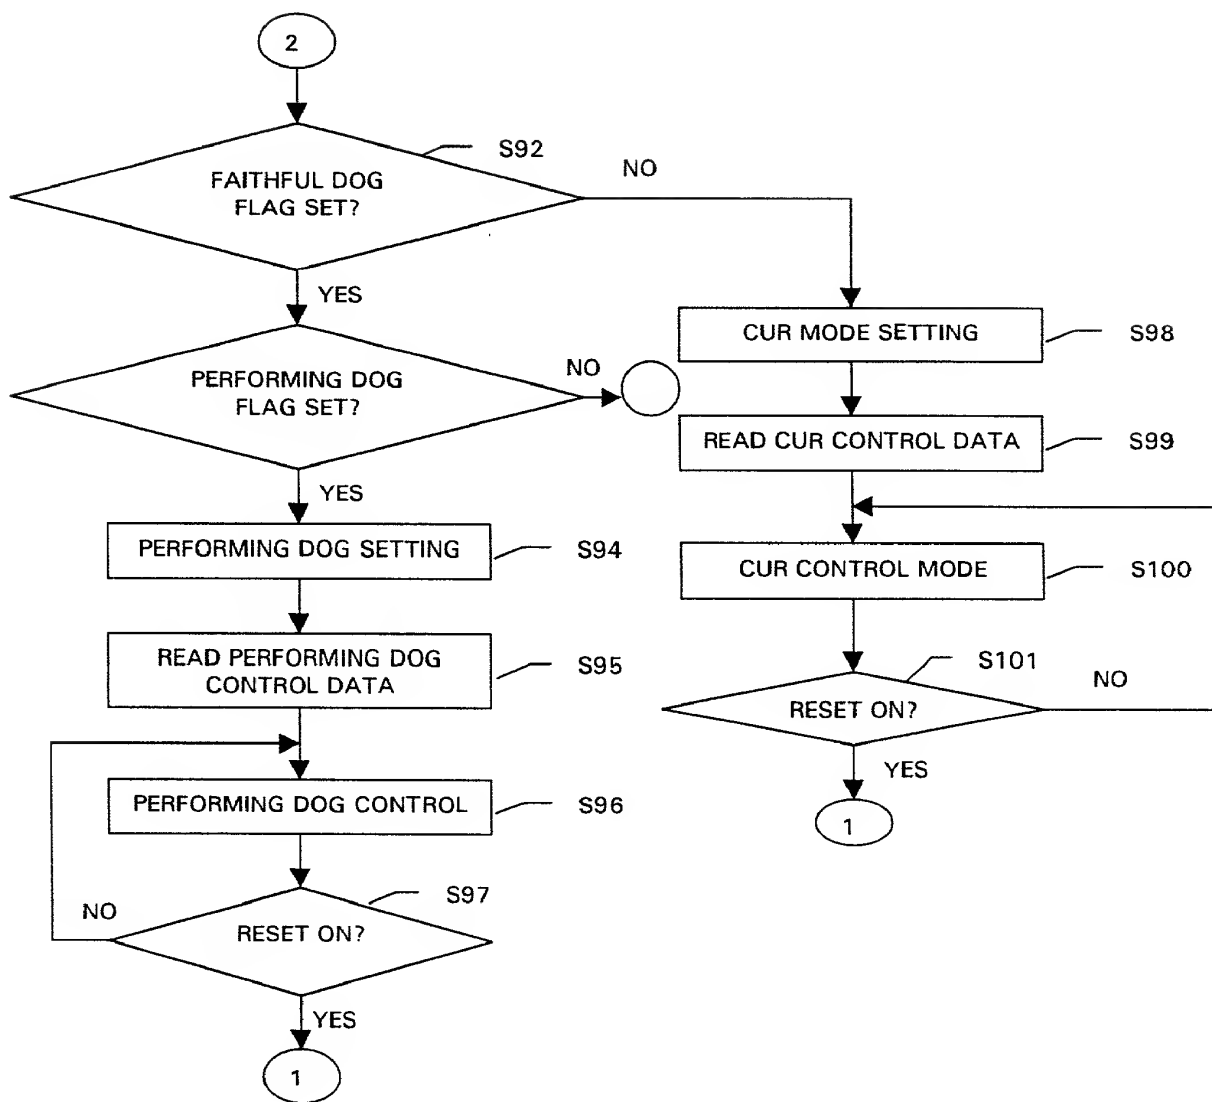 2
S92
FAITHFUL DOG
FLAG SET?
NO
YES
PERFORMING DOG
FLAG SET?
NO
YES
PERFORMING DOG SETTING
S94
READ PERFORMING DOG
CONTROL DATA
S95
PERFORMING DOG CONTROL
S96
S97
RESET ON?
NO
YES
1
CUR MODE SETTING
S98
READ CUR CONTROL DATA
S99
CUR CONTROL MODE
S100
S101
RESET ON?
NO
YES
1